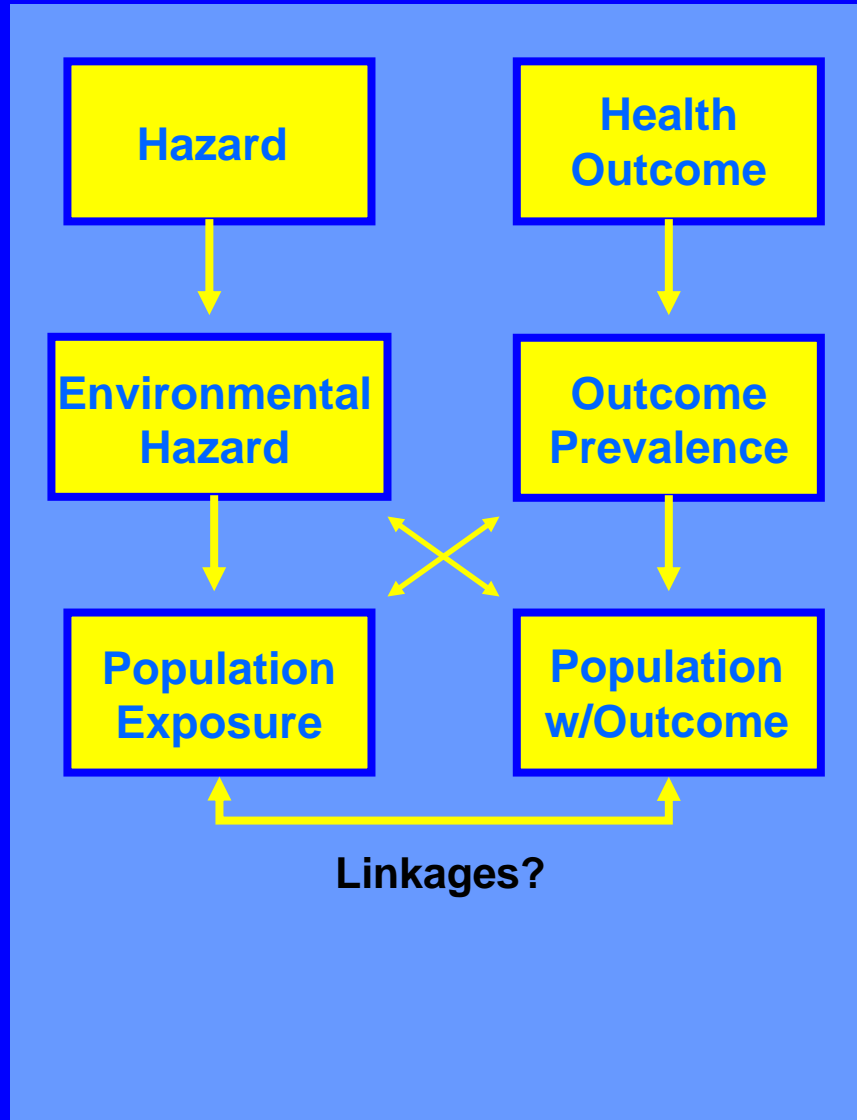 Hazard
Health
Outcome
Environmental
Hazard
Outcome
Prevalence
Population
Exposure
Population
w/Outcome
Linkages?